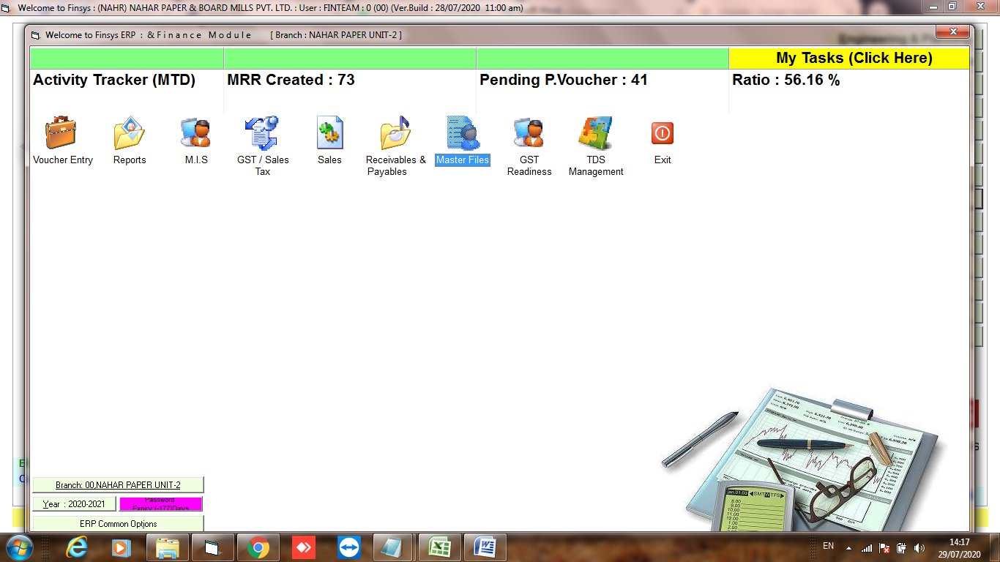 Welcome to Finsys : (NAHR) NAHAR PAPER & BOARD MILLS PVT. LTD. : User : FINTEAM : 0 (00) (Ver.Build : 28/07/2020 11:00 am)
Welcome to Finsys ERP : & F i n a n c e M o d u l e [ Branch : NAHAR PAPER UNIT-2 ]
My Tasks (Click Here)
Activity Tracker (MTD) MRR Created : 73 Pending P.Voucher : 41 Ratio : 56.16 %
Voucher Entry
Reports
M.I.S
GST / Sales
Tax
Sales
Receivables &
Payables
Master Files
GST
Readiness
TDS
Management
Exit
Branch: 00,NAHAR PAPER UNIT-2
Year : 2020-2021
Password
Expiry:(-177)Days
ERP Common Options
EN
14:17
29/07/2020